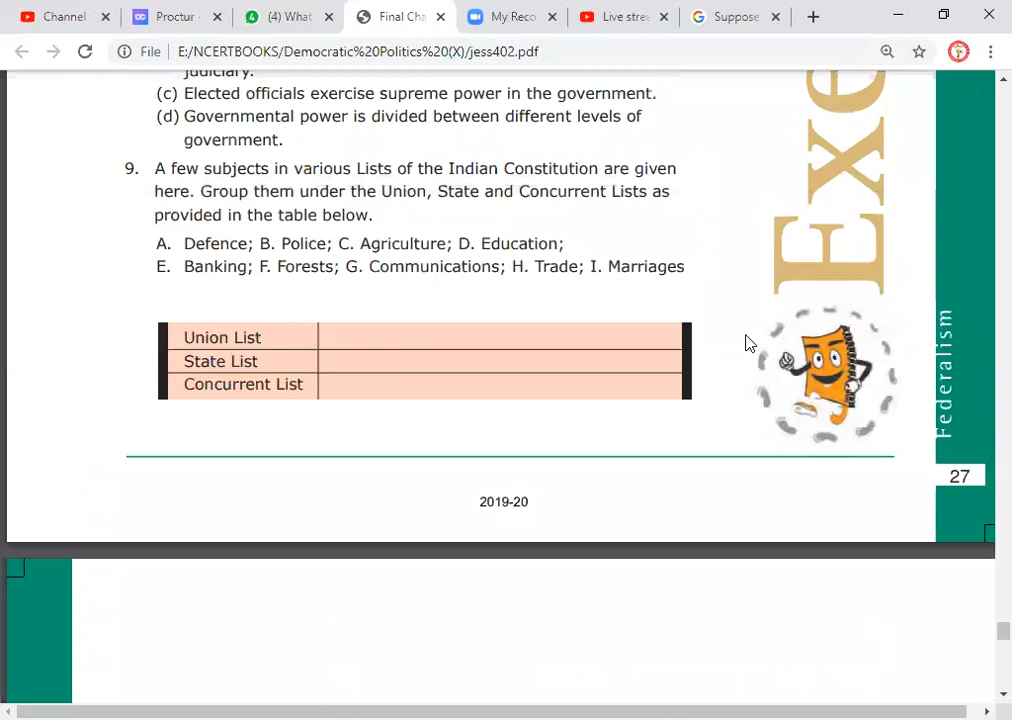 Channel
Proctur -
(4) What
Final Cha
My Reco
Live strea
Suppose
File
E:/NCERTBOOKS/Democratic%20Politics%20(X)/jess402.pdf
judiciary.
(c) Elected officials exercise supreme power in the government.
(d) Governmental power is divided between different levels of
government.
9. A few subjects in various Lists of the Indian Constitution are given
here. Group them under the Union, State and Concurrent Lists as
provided in the table below.
A. Defence; B. Police; C. Agriculture; D. Education;
E. Banking; F. Forests; G. Communications; H. Trade; I. Marriages
Union List
State List
Concurrent List
Exe
Federalism
27
2019-20